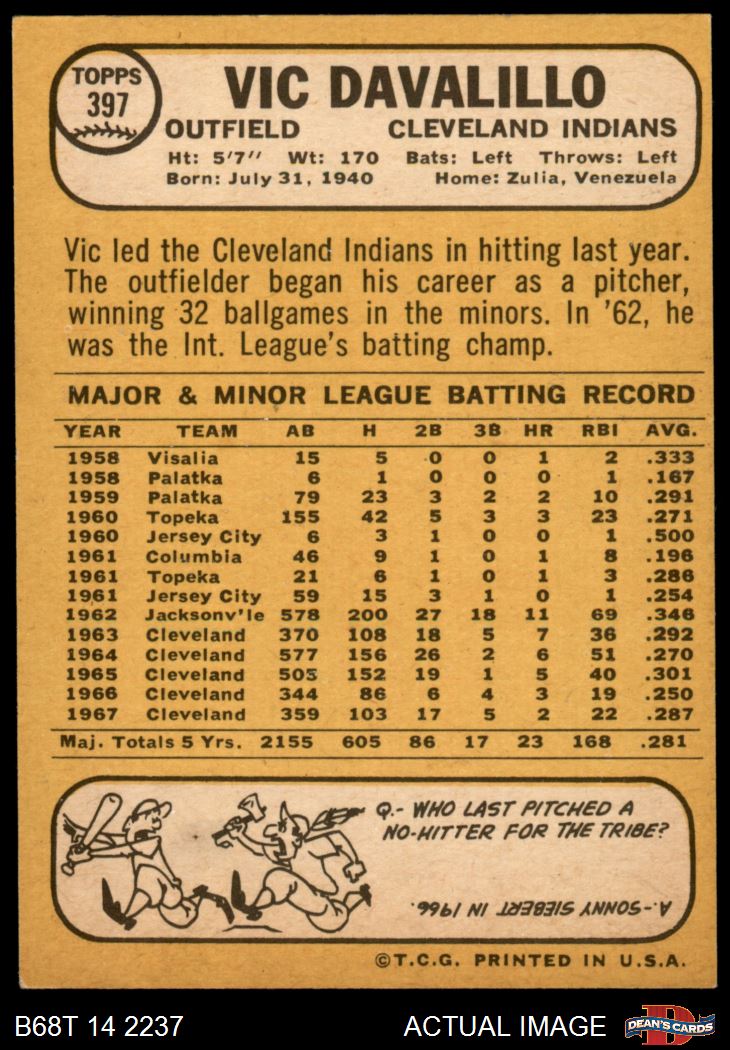 TOPPS
397
VIC DAVALILLO
OUTFIELD CLEVELAND INDIANS
Ht: 5'7" Wt: 170 Bats: Left Throws: Left
Born: July 31, 1940 Home: Zulia, Venezuela
Vic led the Cleveland Indians in hitting last year.
The outfielder began his career as a pitcher,
winning 32 ballgames in the minors. In '62, he
was the Int. League's batting champ.
MAJOR & MINOR LEAGUE BATTING RECORD
YEAR TEAM AB H 2B 3B HR RBI AVG.
1958 Visalia 15 5 0 0 1 2 .333
1958 Palatka 6 1 0 0 0 1 .167
1959 Palatka 79 23 3 2 2 10 .291
1960 Topeka 155 42 5 3 3 23 .271
1960 Jersey City 6 3 1 0 0 1 .500
1961 Columbia 46 9 1 0 1 8 .196
1961 Topeka 21 6 1 0 1 3 .286
1961 Jersey City 59 15 3 1 0 1 .254
1962 Jacksonv'le 578 200 27 18 11 69 .346
1963 Cleveland 370 108 18 5 7 36 .292
1964 Cleveland 577 156 26 2 6 51 .270
1965 Cleveland 505 152 19 1 5 40 .301
1966 Cleveland 344 86 6 4 3 19 .250
1967 Cleveland 359 103 17 5 2 22 .287
Maj. Totals 5 Yrs. 2155 605 86 17 23 168 .281
Q.- WHO LAST PITCHED A
NO-HITTER FOR THE TRIBE?
A.- SONNY SIEBERT IN 1966.
©T.C.G. PRINTED IN U.S.A.
B68T 14 2237 ACTUAL IMAGE
D
DEAN'S CARDS